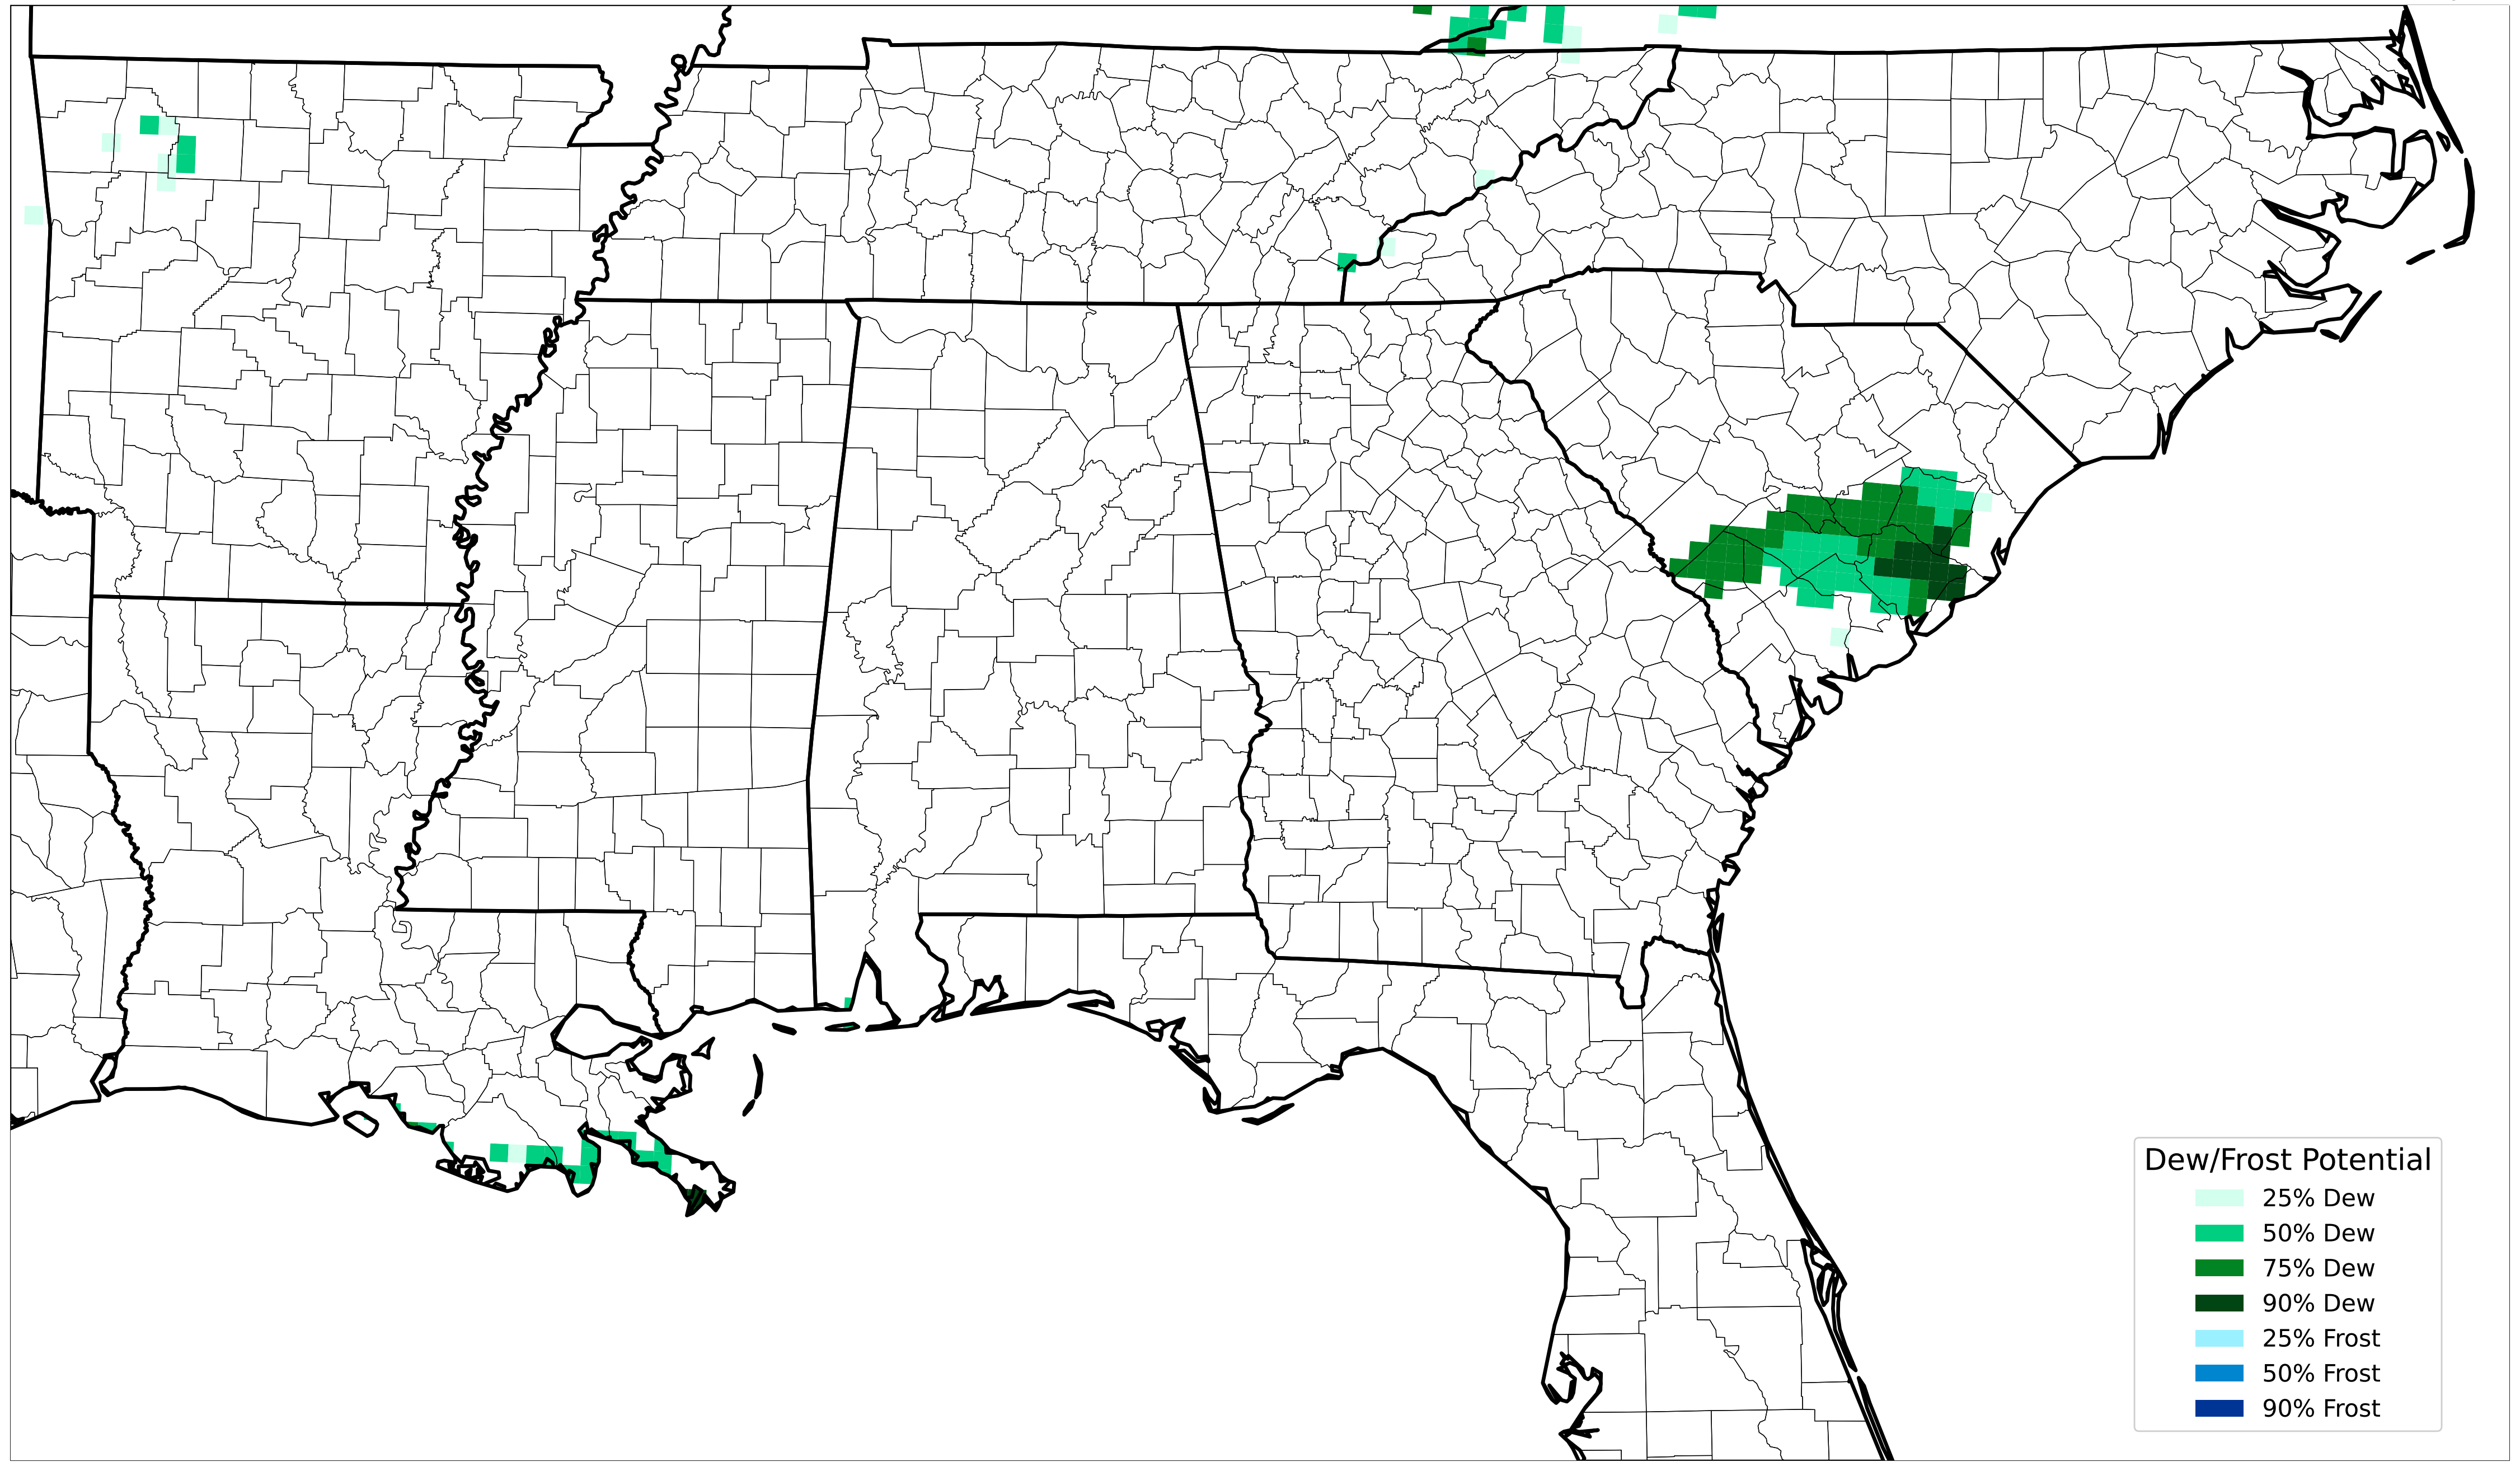 Dew/Frost Potential
25% Dew
50% Dew
75% Dew
90% Dew
25% Frost
50% Frost
90% Frost